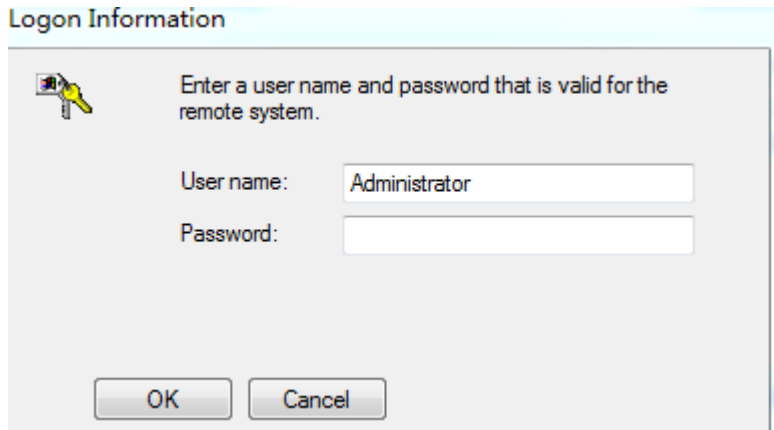 Logon Information
Enter a user name and password that is valid for the
remote system.
User name: Administrator
Password:
OK Cancel